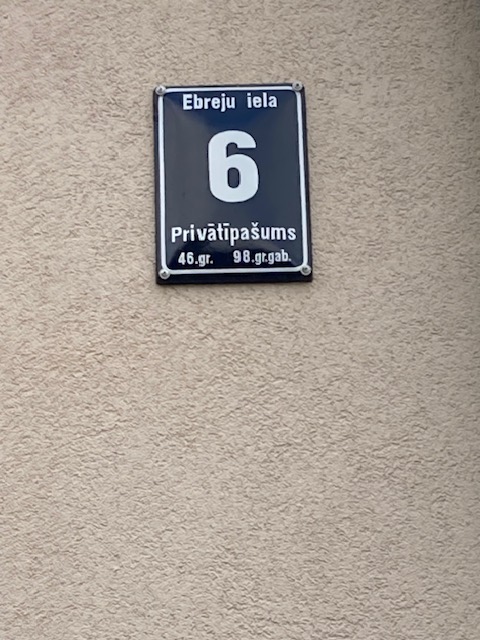 Ebreju iela
6
Privātīpašums
46.gr. 98.gr.gab.